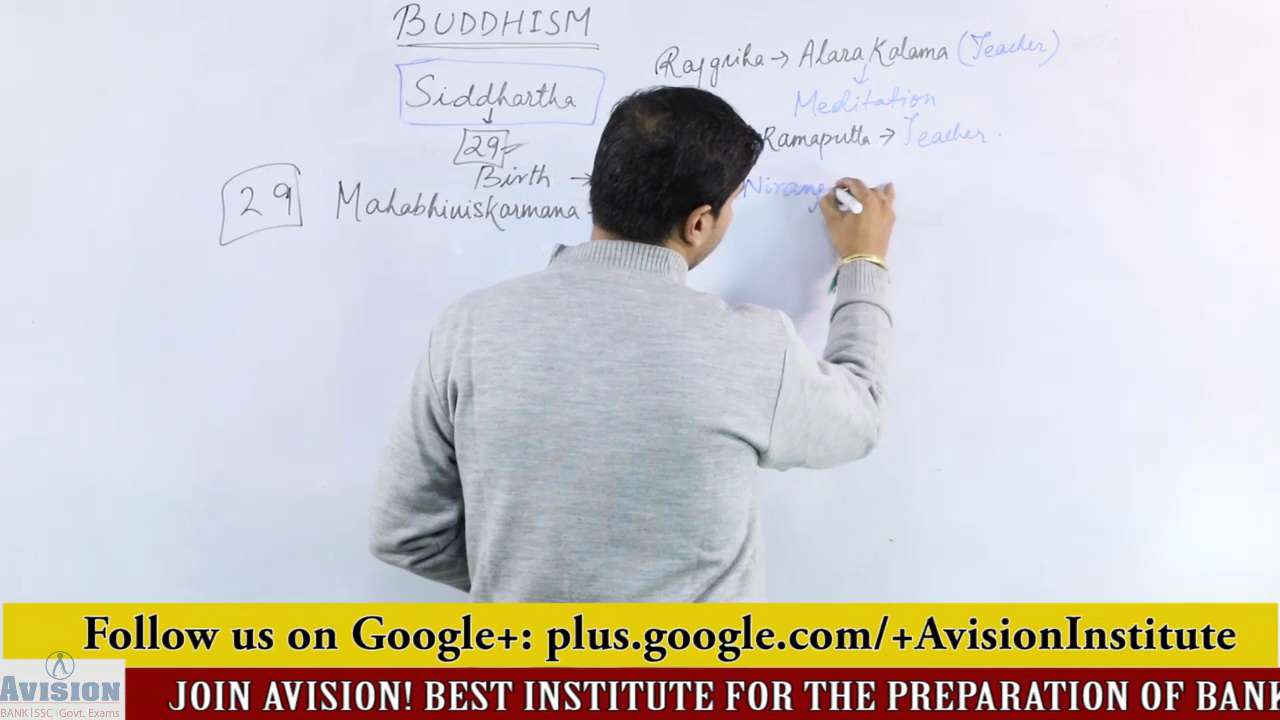 BUDDHISM
Siddhartha
29
Birth →
29 Mahabhiniskarmana
Rajgriha → Alara Kalama (Teacher)
Meditation
Ramaputta → Teacher
Nirang
Follow us on Google+: plus.google.com/+AvisionInstitute
AVISION
BANK|SSC|Govt. Exams
JOIN AVISION! BEST INSTITUTE FOR THE PREPARATION OF BANK